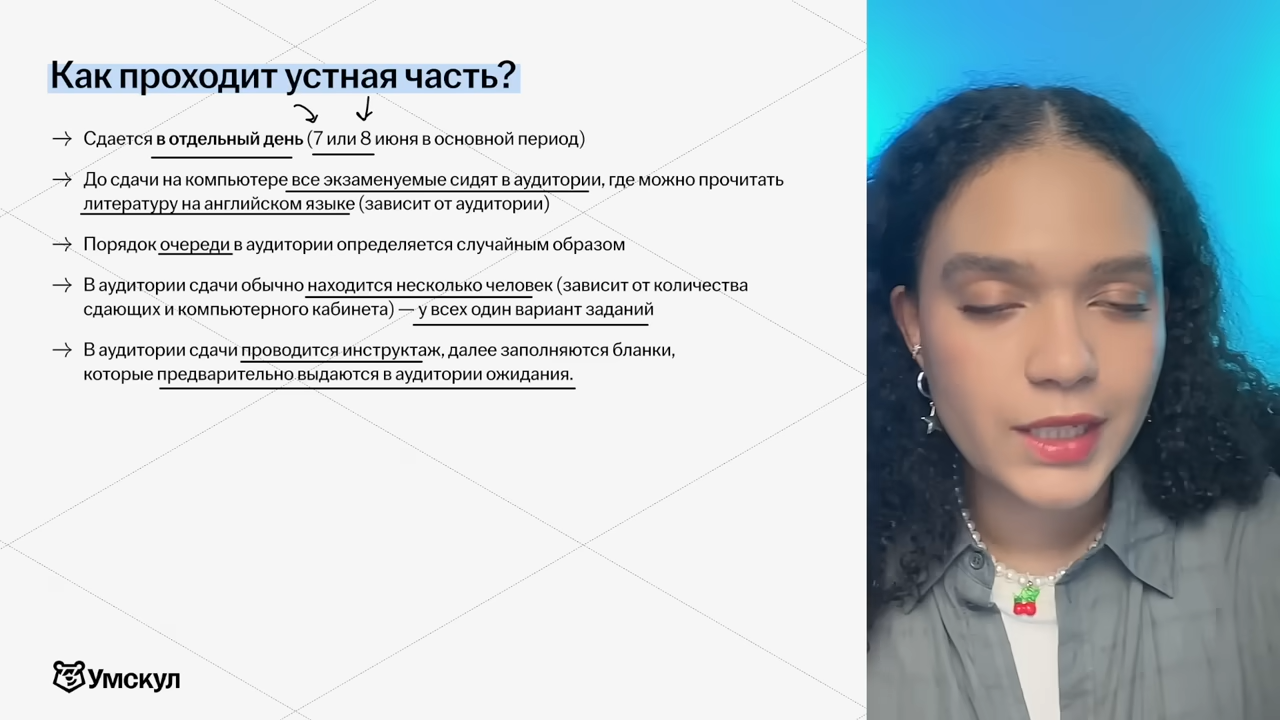 Как проходит устная часть?
→ Сдается в отдельный день (7 или 8 июня в основной период)
→ До сдачи на компьютере все экзаменуемые сидят в аудитории, где можно прочитать
литературу на английском языке (зависит от аудитории)
→ Порядок очереди в аудитории определяется случайным образом
→ В аудитории сдачи обычно находится несколько человек (зависит от количества
сдающих и компьютерного кабинета) — у всех один вариант заданий
→ В аудитории сдачи проводится инструктаж, далее заполняются бланки,
которые предварительно выдаются в аудитории ожидания.
Умскул